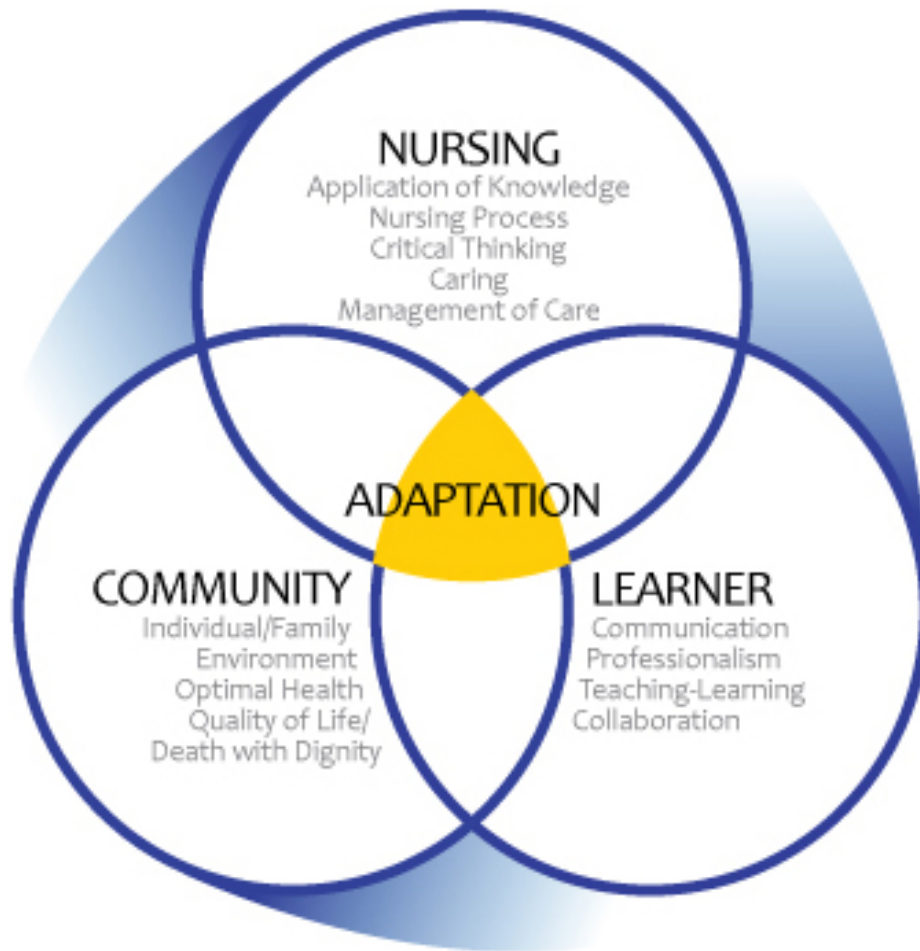 NURSING
Application of Knowledge
Nursing Process
Critical Thinking
Caring
Management of Care
ADAPTATION
COMMUNITY
Individual/Family
Environment
Optimal Health
Quality of Life/
Death with Dignity
LEARNER
Communication
Professionalism
Teaching-Learning
Collaboration